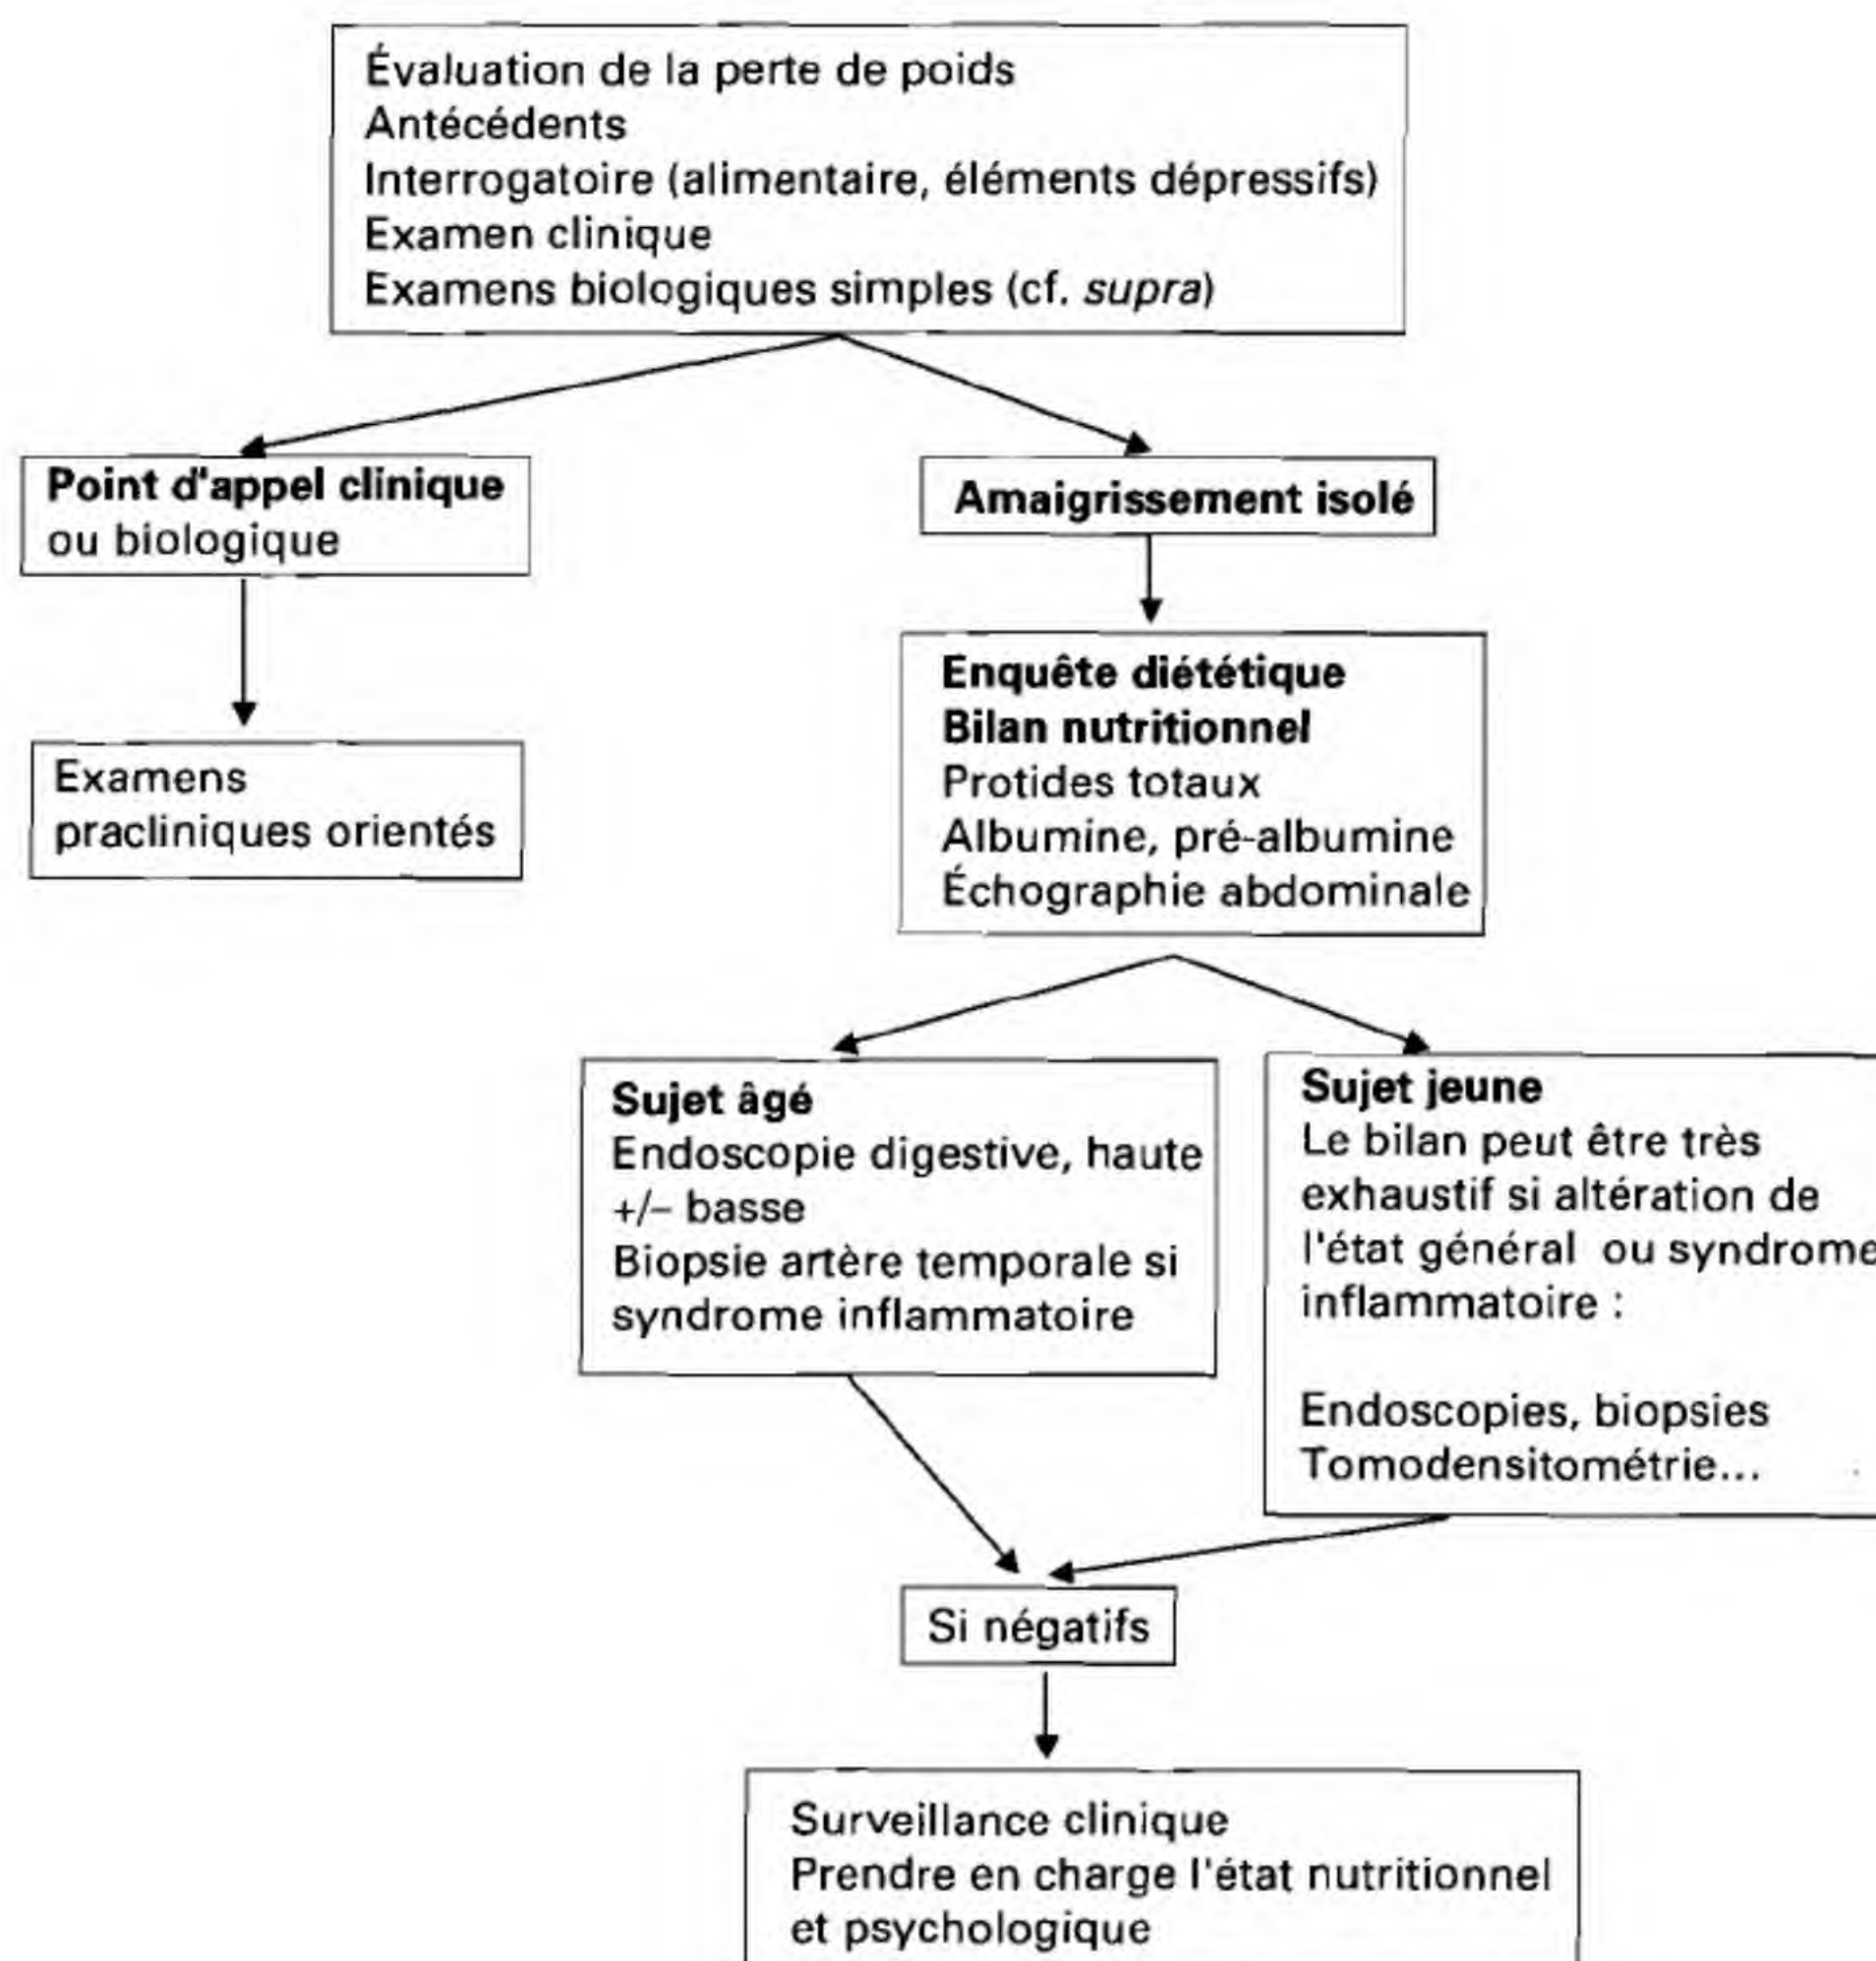 Évaluation de la perte de poids
Antécédents
Interrogatoire (alimentaire, éléments dépressifs)
Examen clinique
Examens biologiques simples (cf. supra)
Point d'appel clinique
ou biologique
Amaigrissement isolé
Examens
pracliniques orientés
Enquête diététique
Bilan nutritionnel
Protides totaux
Albumine, pré-albumine
Échographie abdominale
Sujet âgé
Endoscopie digestive, haute
+/– basse
Biopsie artère temporale si
syndrome inflammatoire
Sujet jeune
Le bilan peut être très
exhaustif si altération de
l'état général ou syndrome
inflammatoire :
Endoscopies, biopsies
Tomodensitométrie...
Si négatifs
Surveillance clinique
Prendre en charge l'état nutritionnel
et psychologique